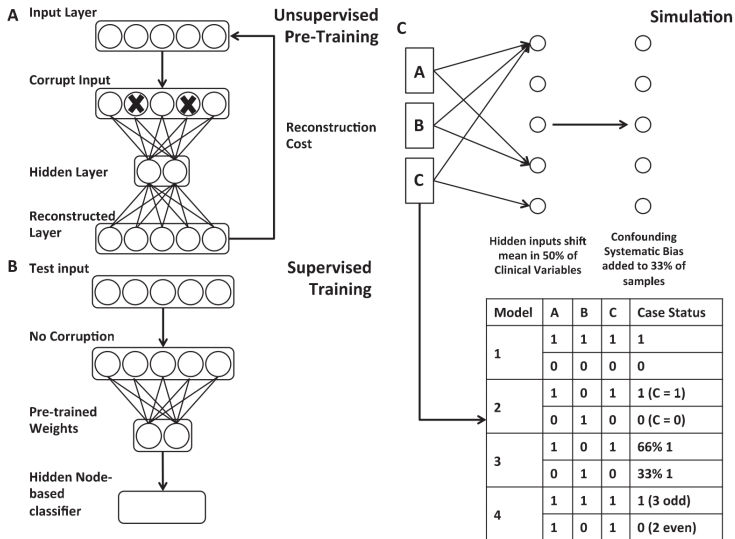 A
Input Layer
Unsupervised
Pre-Training
Corrupt Input
X X
Reconstruction
Cost
Hidden Layer
Reconstructed
Layer
B
Test input
Supervised
Training
No Corruption
Pre-trained
Weights
Hidden Node-
based
classifier
C
Simulation
A
B
C
Hidden inputs shift
mean in 50% of
Clinical Variables
Confounding
Systematic Bias
added to 33% of
samples
Model A B C Case Status
1 1 1 1 1
0 0 0 0
2 1 0 1 1 (C = 1)
0 1 0 0 (C = 0)
3 1 0 1 66% 1
0 1 0 33% 1
4 1 1 1 1 (3 odd)
1 0 1 0 (2 even)